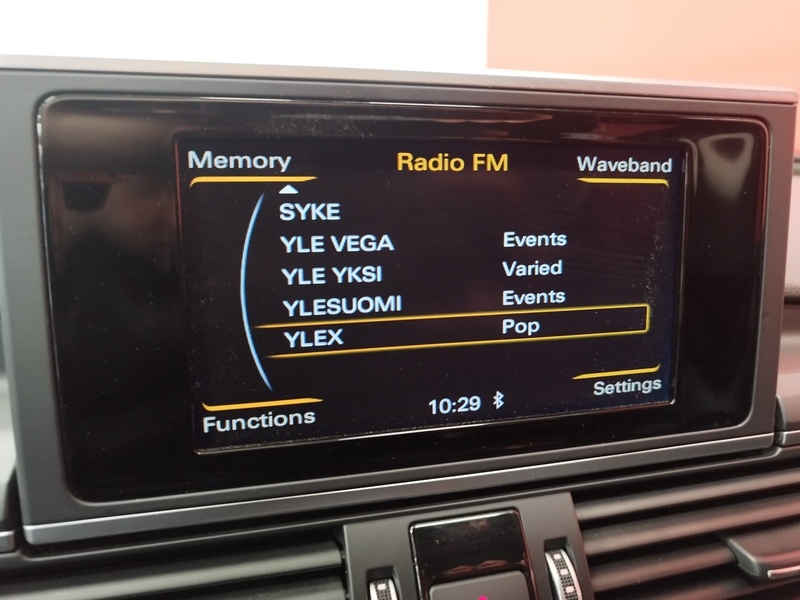 Memory Radio FM Waveband
SYKE
YLE VEGA Events
YLE YKSI Varied
YLESUOMI Events
YLEX Pop
Settings
Functions 10:29